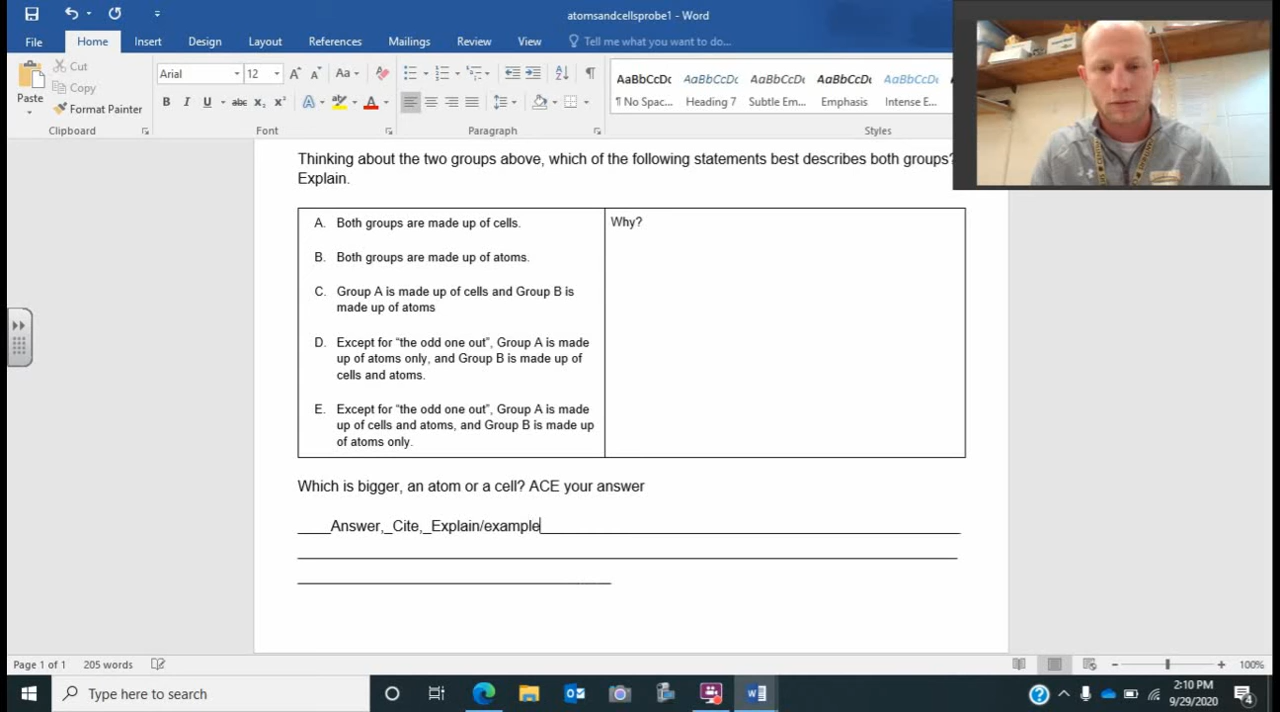 atomsandcellsprobe1 - Word
File Home Insert Design Layout References Mailings Review View Tell me what you want to do...
Cut
Copy
Paste
Format Painter
Arial 12
AaBbCcDc AaBbCcDc AaBbCcDc AaBbCcDc AaBbCcDc
¶ No Spac... Heading 7 Subtle Em... Emphasis Intense E...
Clipboard Font Paragraph Styles
Thinking about the two groups above, which of the following statements best describes both groups?
Explain.
A. Both groups are made up of cells.
B. Both groups are made up of atoms.
C. Group A is made up of cells and Group B is
made up of atoms
D. Except for “the odd one out”, Group A is made
up of atoms only, and Group B is made up of
cells and atoms.
E. Except for “the odd one out”, Group A is made
up of cells and atoms, and Group B is made up
of atoms only.
Why?
Which is bigger, an atom or a cell? ACE your answer
____Answer,_Cite,_Explain/example
Page 1 of 1 205 words 100%
Type here to search
2:10 PM
9/29/2020
4